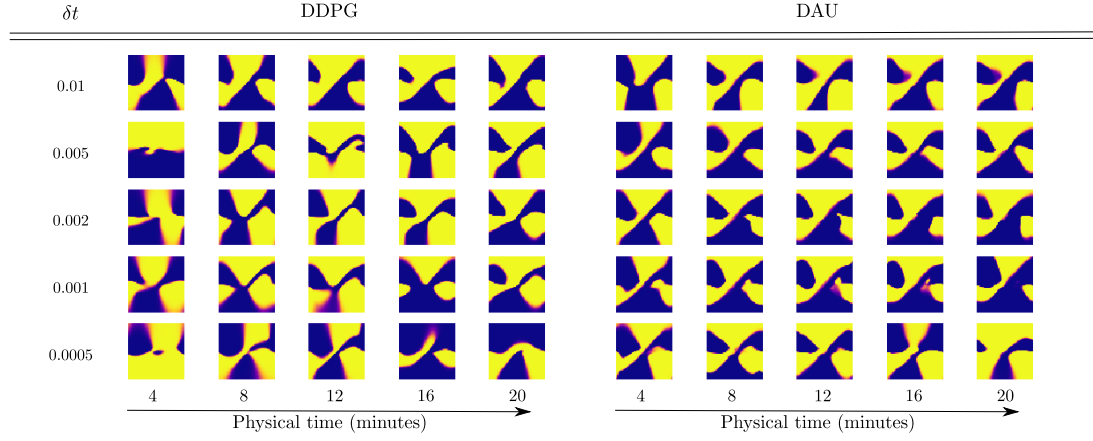 δt DDPG DAU
0.01
0.005
0.002
0.001
0.0005
4 8 12 16 20 4 8 12 16 20
Physical time (minutes) Physical time (minutes)